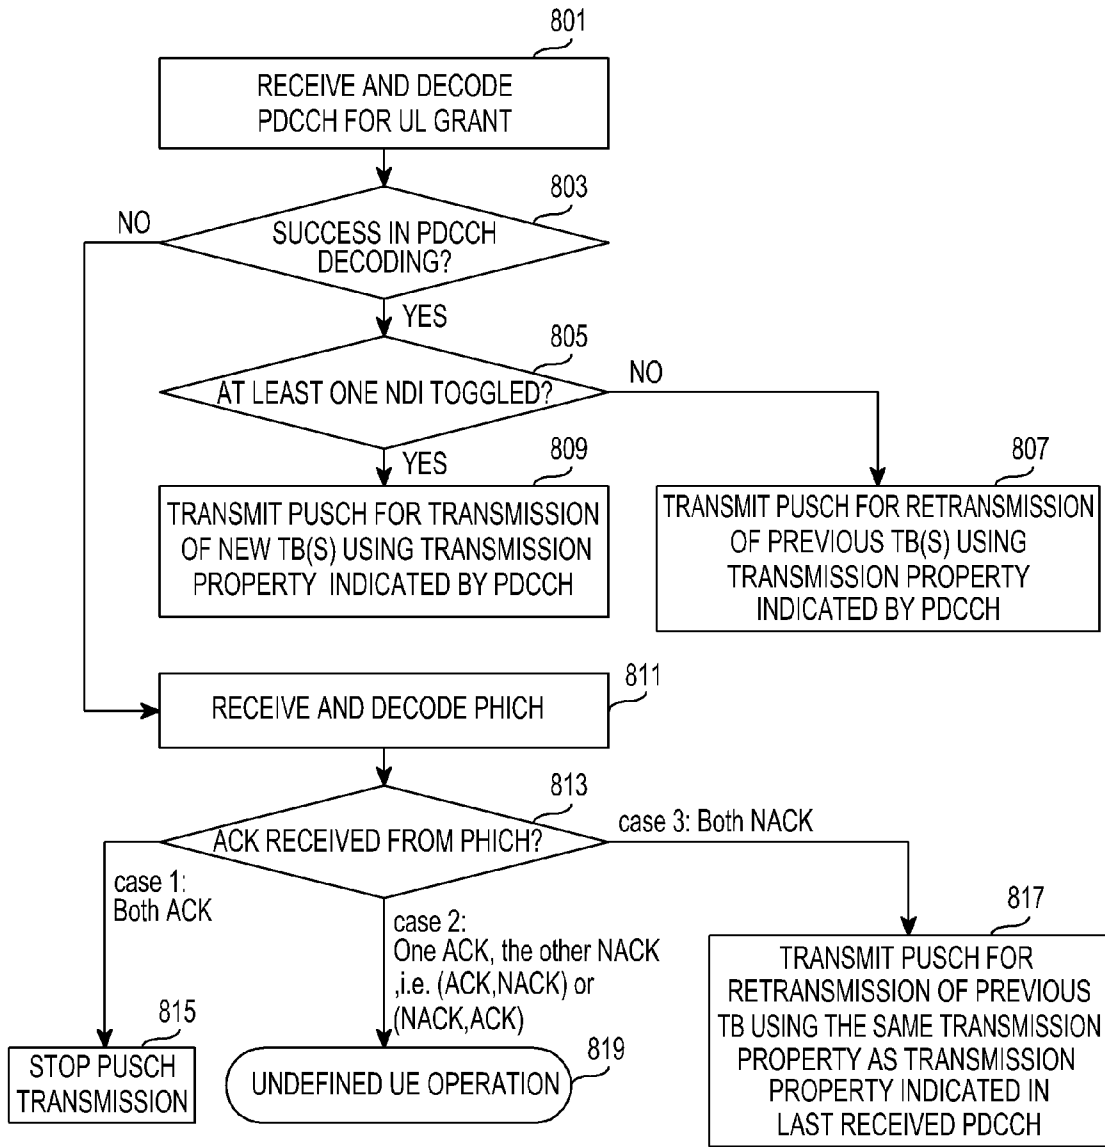 801
RECEIVE AND DECODE
PDCCH FOR UL GRANT
803
NO
SUCCESS IN PDCCH
DECODING?
YES
805
AT LEAST ONE NDI TOGGLED?
NO
YES
809
TRANSMIT PUSCH FOR TRANSMISSION
OF NEW TB(S) USING TRANSMISSION
PROPERTY INDICATED BY PDCCH
807
TRANSMIT PUSCH FOR RETRANSMISSION
OF PREVIOUS TB(S) USING
TRANSMISSION PROPERTY
INDICATED BY PDCCH
811
RECEIVE AND DECODE PHICH
813
ACK RECEIVED FROM PHICH?
case 3: Both NACK
case 1:
Both ACK
case 2:
One ACK, the other NACK
,i.e. (ACK,NACK) or
(NACK,ACK)
815
STOP PUSCH
TRANSMISSION
819
UNDEFINED UE OPERATION
817
TRANSMIT PUSCH FOR
RETRANSMISSION OF PREVIOUS
TB USING THE SAME TRANSMISSION
PROPERTY AS TRANSMISSION
PROPERTY INDICATED IN
LAST RECEIVED PDCCH